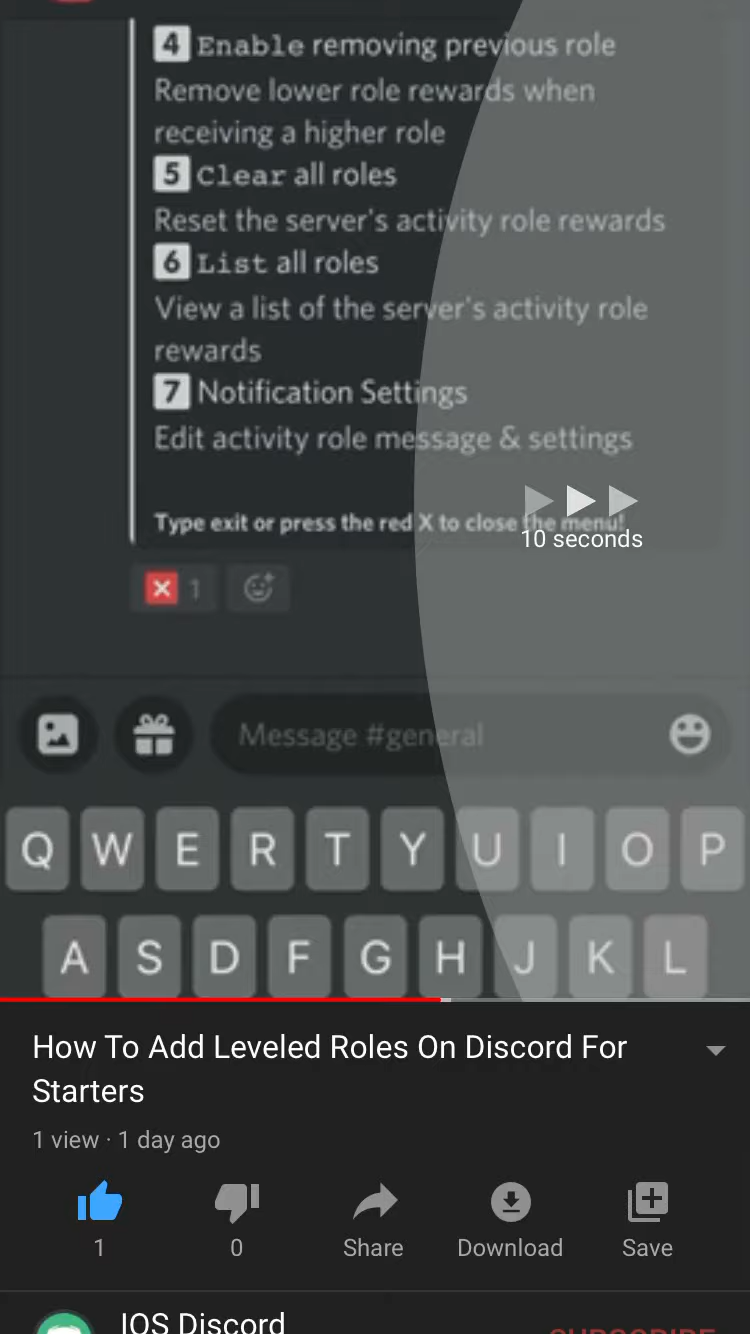 4 Enable removing previous role
Remove lower role rewards when
receiving a higher role
5 Clear all roles
Reset the server's activity role rewards
6 List all roles
View a list of the server's activity role
rewards
7 Notification Settings
Edit activity role message & settings
Type exit or press the red X to close the menu!
10 seconds
1
Message #general
Q W E R T Y U I O P
A S D F G H J K L
How To Add Leveled Roles On Discord For
Starters
1 view · 1 day ago
1 0 Share Download Save
IOS Discord
SUBSCRIBE